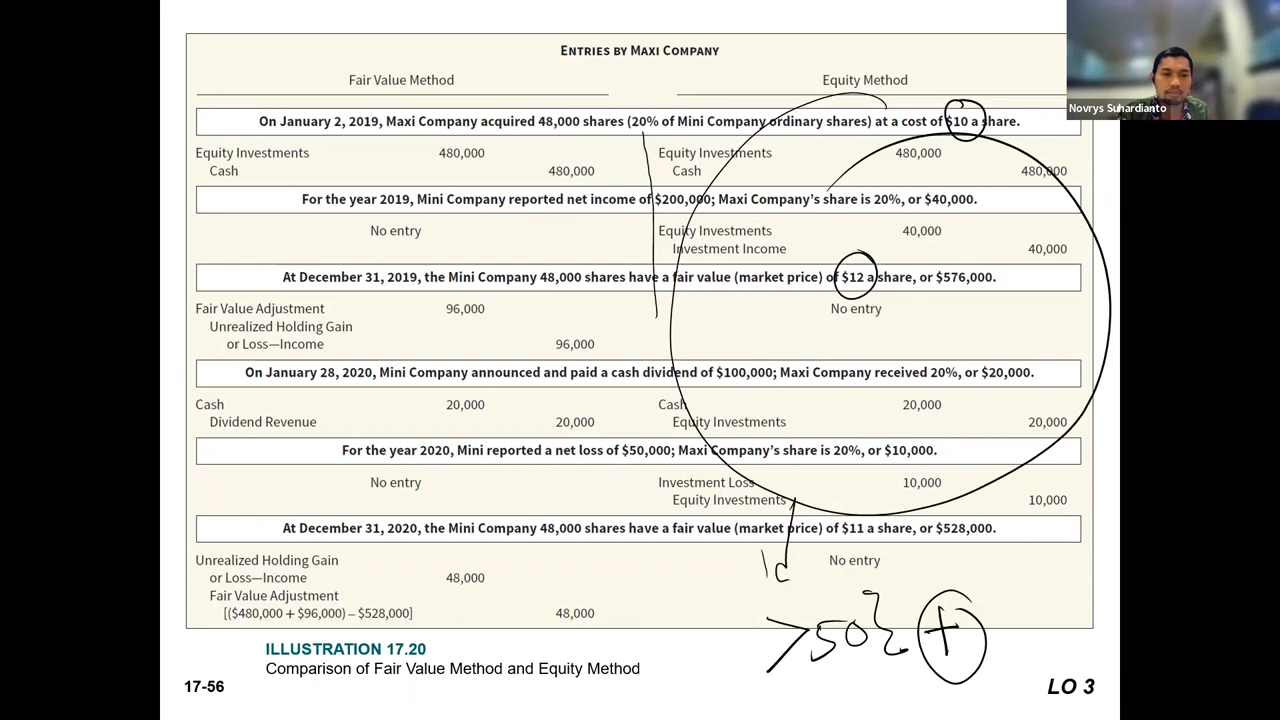 Novrys Suhardianto
ENTRIES BY MAXI COMPANY
Fair Value Method Equity Method
On January 2, 2019, Maxi Company acquired 48,000 shares (20% of Mini Company ordinary shares) at a cost of $10 a share.
Equity Investments 480,000 Equity Investments 480,000
Cash 480,000 Cash 480,000
For the year 2019, Mini Company reported net income of $200,000; Maxi Company's share is 20%, or $40,000.
No entry Equity Investments 40,000
Investment Income 40,000
At December 31, 2019, the Mini Company 48,000 shares have a fair value (market price) of $12 a share, or $576,000.
Fair Value Adjustment 96,000 No entry
Unrealized Holding Gain
or Loss—Income 96,000
On January 28, 2020, Mini Company announced and paid a cash dividend of $100,000; Maxi Company received 20%, or $20,000.
Cash 20,000 Cash 20,000
Dividend Revenue 20,000 Equity Investments 20,000
For the year 2020, Mini reported a net loss of $50,000; Maxi Company's share is 20%, or $10,000.
No entry Investment Loss 10,000
Equity Investments 10,000
At December 31, 2020, the Mini Company 48,000 shares have a fair value (market price) of $11 a share, or $528,000.
Unrealized Holding Gain No entry
or Loss—Income 48,000
Fair Value Adjustment
[($480,000 + $96,000) – $528,000] 48,000
>50% +
ILLUSTRATION 17.20
Comparison of Fair Value Method and Equity Method
17-56 LO 3